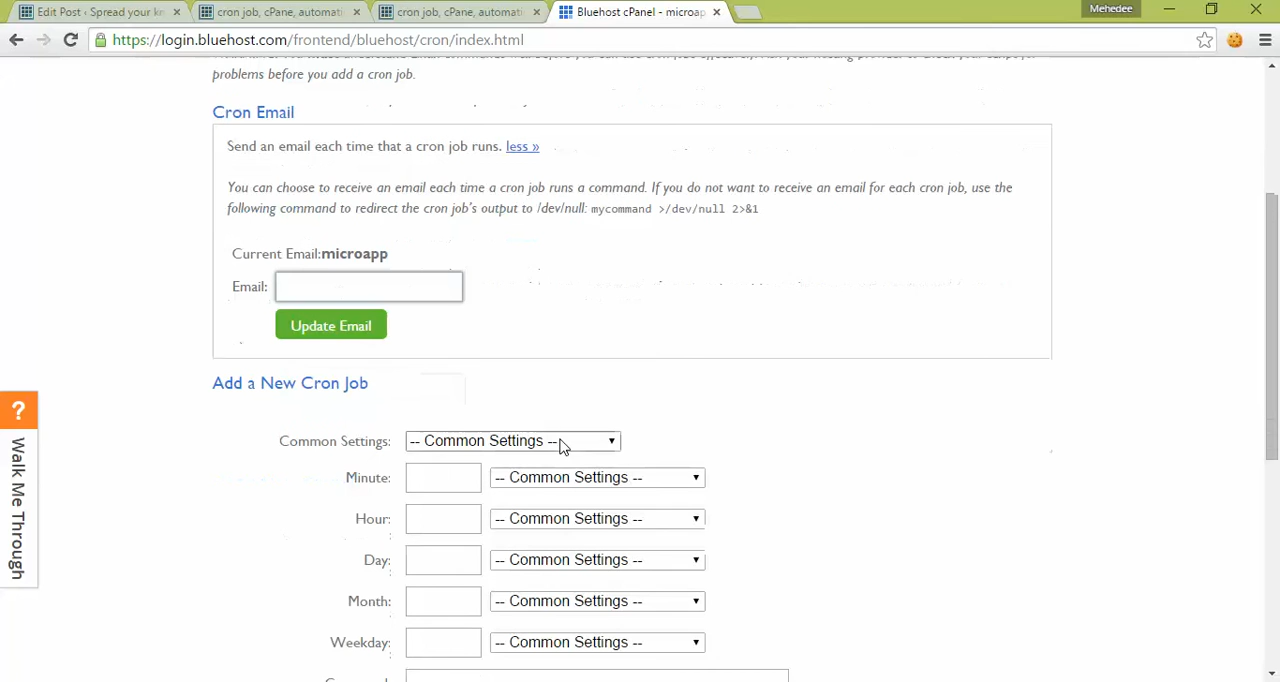 Edit Post ‹ Spread your kn
cron job, cPane, automati
cron job, cPane, automati
Bluehost cPanel - microap
Mehedee
https://login.bluehost.com/frontend/bluehost/cron/index.html
problems before you add a cron job.
Cron Email
Send an email each time that a cron job runs. less »
You can choose to receive an email each time a cron job runs a command. If you do not want to receive an email for each cron job, use the
following command to redirect the cron job's output to /dev/null: mycommand >/dev/null 2>&1
Current Email:microapp
Email:
Update Email
Add a New Cron Job
Common Settings: -- Common Settings --
Minute: -- Common Settings --
Hour: -- Common Settings --
Day: -- Common Settings --
Month: -- Common Settings --
Weekday: -- Common Settings --
? Walk Me Through